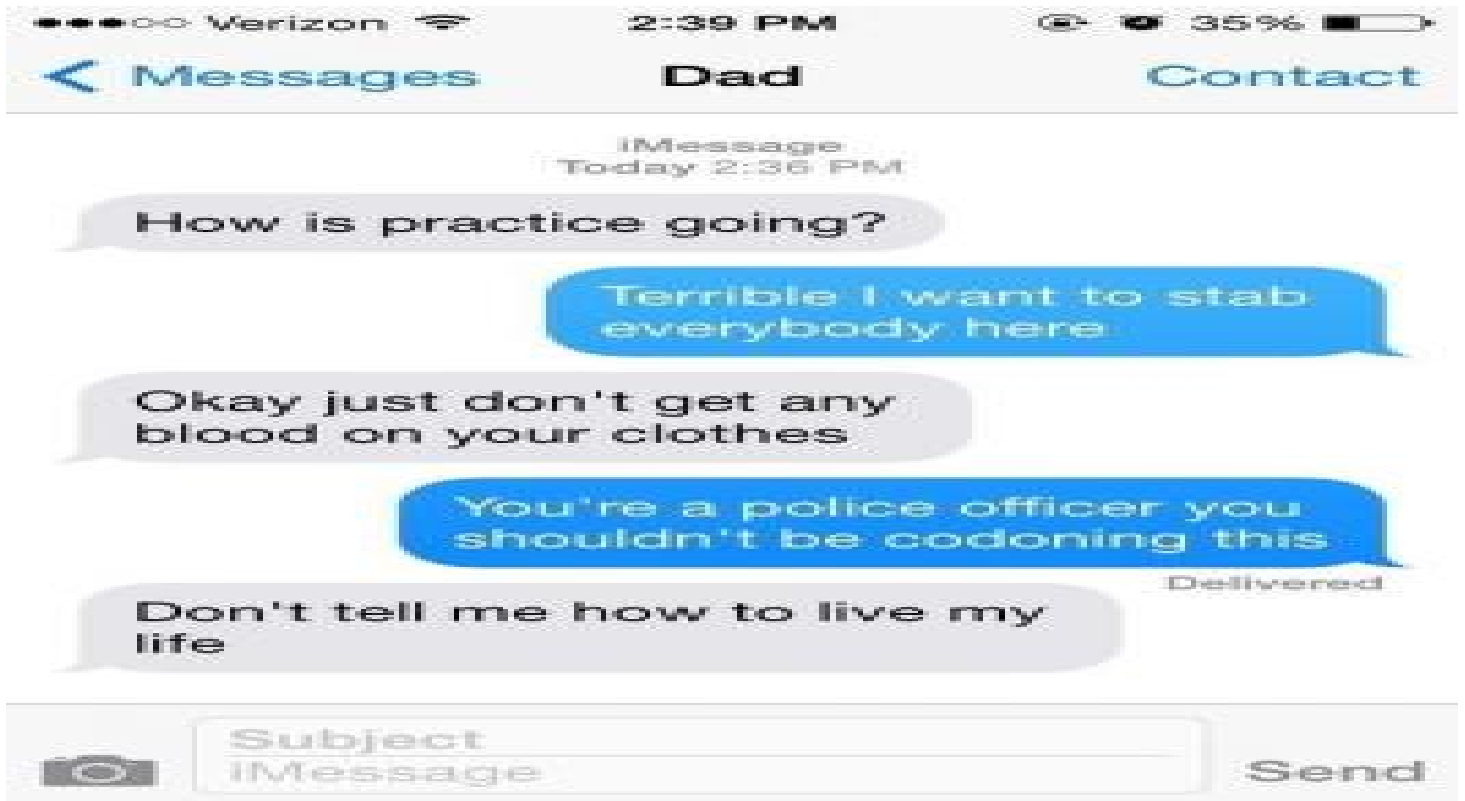 Verizon 2:39 PM 35%
Messages Dad Contact
iMessage
Today 2:36 PM
How is practice going?
Terrible I want to stab
everybody here
Okay just don't get any
blood on your clothes
You're a police officer you
shouldn't be codoning this
Delivered
Don't tell me how to live my
life
Subject
iMessage
Send